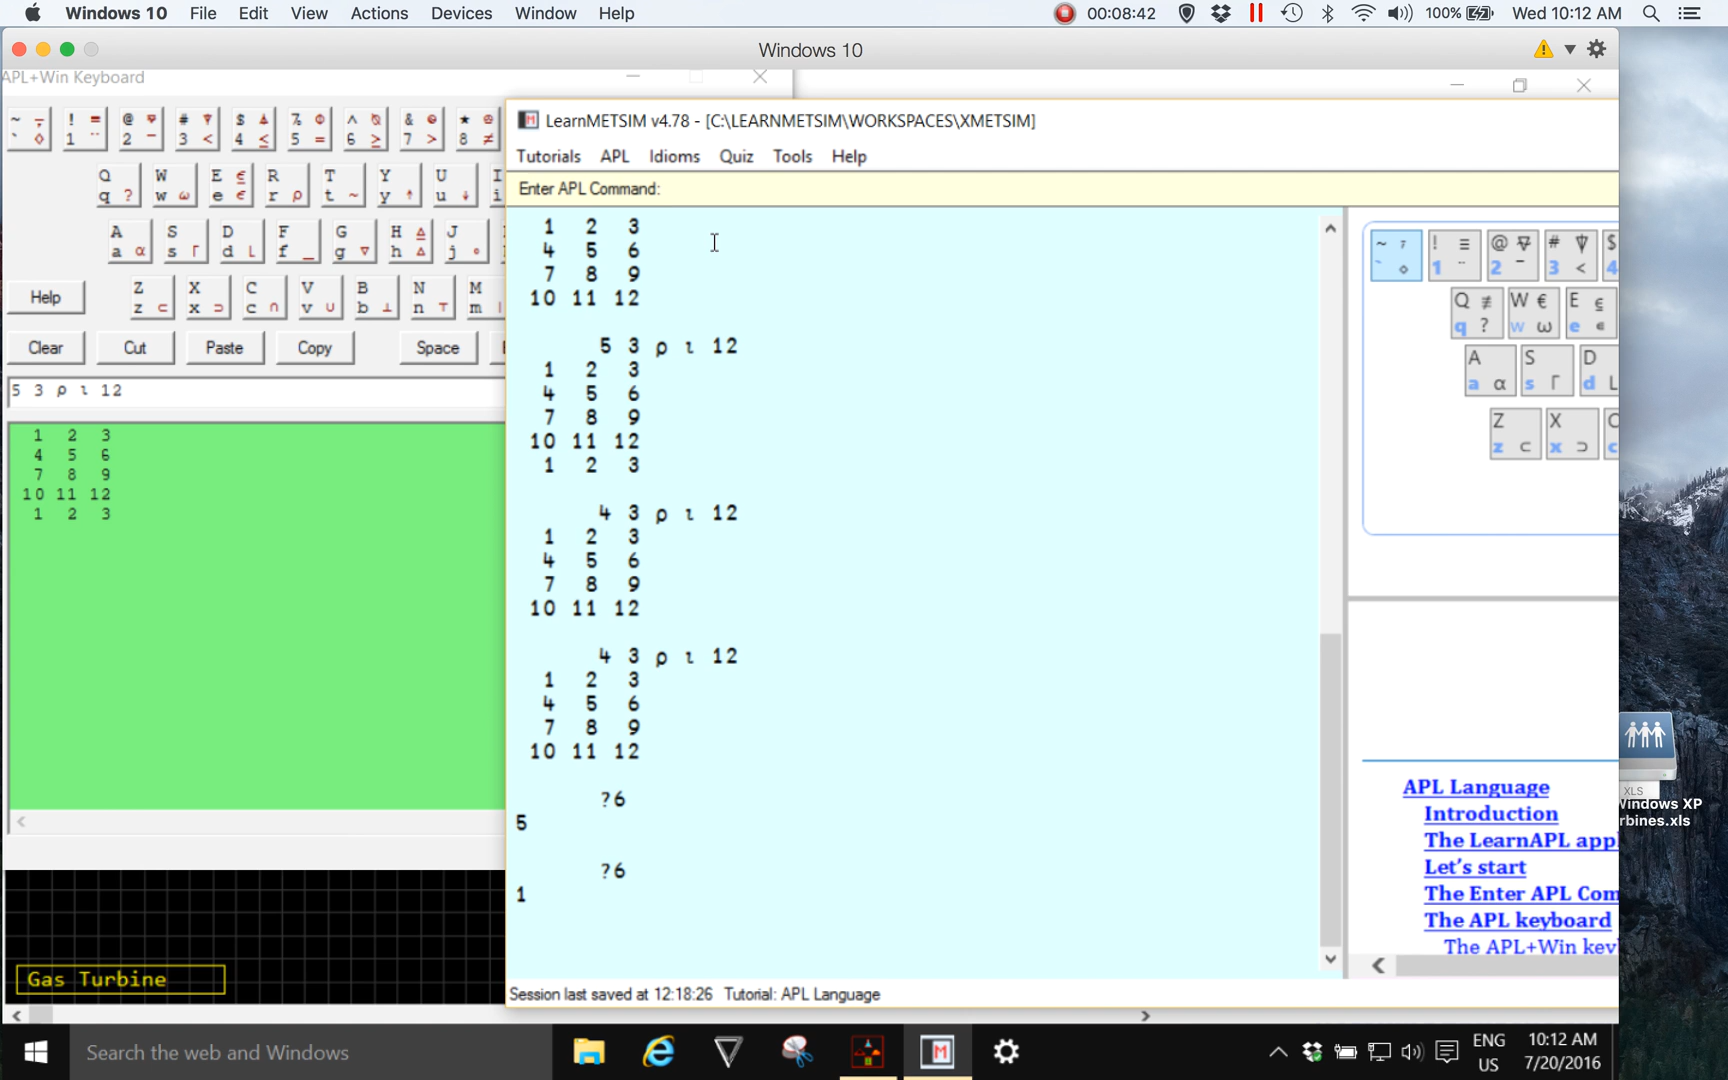 Windows 10 File Edit View Actions Devices Window Help 00:08:42 100% Wed 10:12 AM
Windows 10
APL+Win Keyboard
LearnMETSIM v4.78 - [C:\LEARNMETSIM\WORKSPACES\XMETSIM]
Tutorials APL Idioms Quiz Tools Help
Enter APL Command:
Help
Clear Cut Paste Copy Space
5 3 ⍴ ⍳ 12
1 2 3
4 5 6
7 8 9
10 11 12
1 2 3
Gas Turbine
1 2 3
4 5 6
7 8 9
10 11 12
5 3 ⍴ ⍳ 12
1 2 3
4 5 6
7 8 9
10 11 12
1 2 3
4 3 ⍴ ⍳ 12
1 2 3
4 5 6
7 8 9
10 11 12
4 3 ⍴ ⍳ 12
1 2 3
4 5 6
7 8 9
10 11 12
?6
5
?6
1
APL Language
Introduction
The LearnAPL appl
Let's start
The Enter APL Com
The APL keyboard
The APL+Win key
Session last saved at 12:18:26 Tutorial: APL Language
XLS
Windows XP
rbines.xls
Search the web and Windows
ENG
US
10:12 AM
7/20/2016